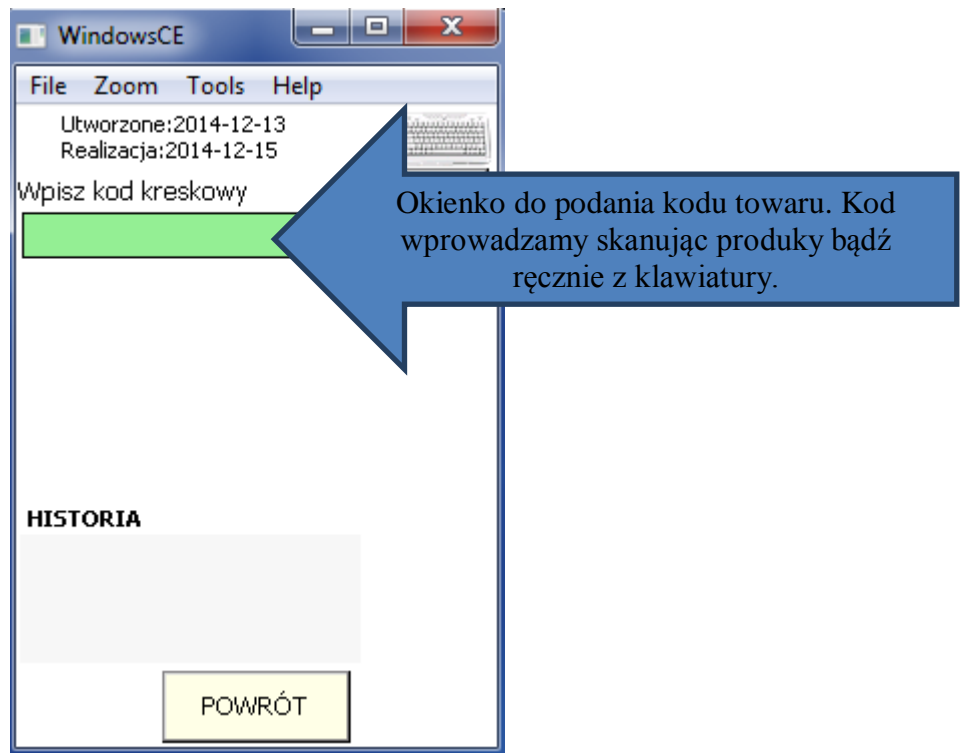 WindowsCE
File Zoom Tools Help
Utworzone:2014-12-13
Realizacja:2014-12-15
Wpisz kod kreskowy
Okienko do podania kodu towaru. Kod
wprowadzamy skanując produky bądź
ręcznie z klawiatury.
HISTORIA
POWRÓT